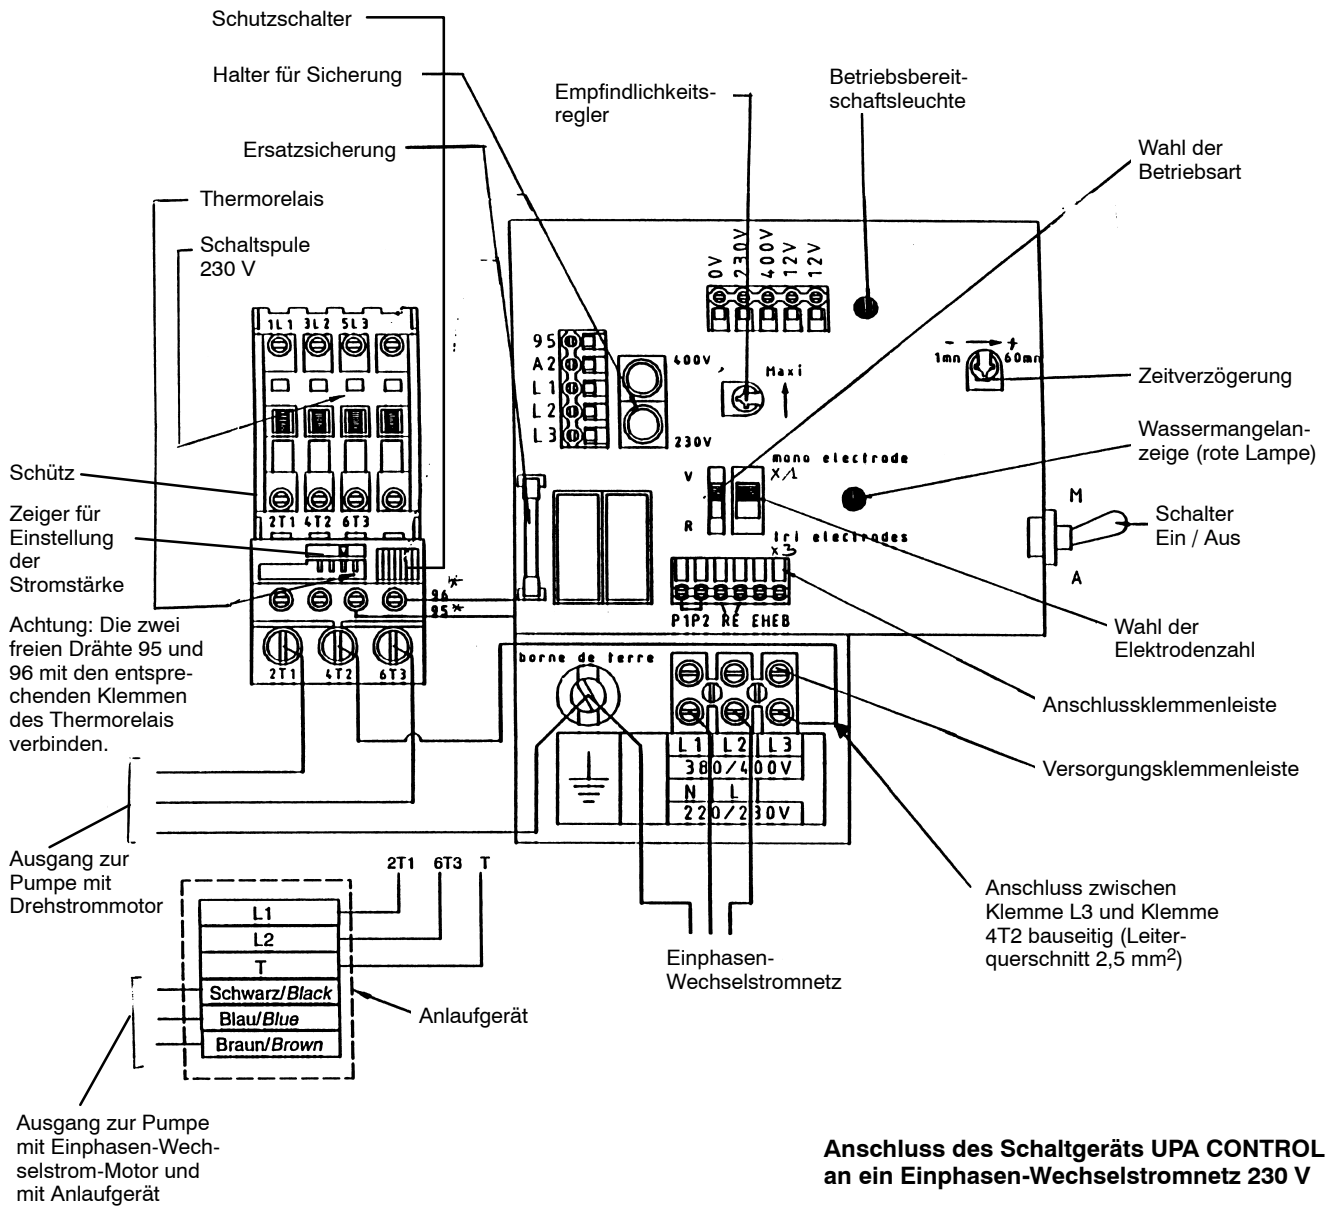 Schutzschalter
Halter für Sicherung
Ersatzsicherung
Thermorelais
Schaltspule
230 V
Empfindlichkeits-
regler
Betriebsbereit-
schaftsleuchte
Wahl der
Betriebsart
0V 230V 400V 12V 12V
1L1 3L2 5L3
95
A2
L1
L2
L3
400V
230V
Maxi
- +
1mn 60mn
Zeitverzögerung
Wassermangelan-
zeige (rote Lampe)
mono electrode
x1
V
R
tri electrodes
x3
M
A
Schalter
Ein / Aus
Schütz
Zeiger für
Einstellung
der
Stromstärke
2T1 4T2 6T3
96 *
95 *
P1P2 RE EHEB
Achtung: Die zwei
freien Drähte 95 und
96 mit den entspre-
chenden Klemmen
des Thermorelais
verbinden.
2T1 4T2 6T3
borne de terre
Wahl der
Elektrodenzahl
Anschlussklemmenleiste
Versorgungsklemmenleiste
L1 L2 L3
380/400V
N L
220/230V
Ausgang zur
Pumpe mit
Drehstrommotor
2T1 6T3 T
L1
L2
T
Schwarz/Black
Blau/Blue
Braun/Brown
Anlaufgerät
Einphasen-
Wechselstromnetz
Anschluss zwischen
Klemme L3 und Klemme
4T2 bauseitig (Leiter-
querschnitt 2,5 mm²)
Ausgang zur Pumpe
mit Einphasen-Wech-
selstrom-Motor und
mit Anlaufgerät
Anschluss des Schaltgeräts UPA CONTROL
an ein Einphasen-Wechselstromnetz 230 V